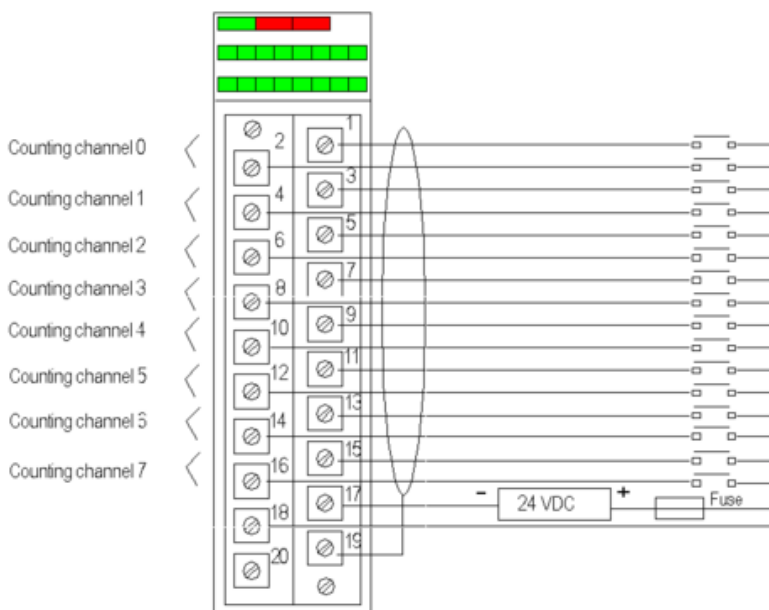 1
Counting channel 0
2
3
Counting channel 1
4
5
Counting channel 2
6
7
Counting channel 3
8
9
Counting channel 4
10
11
Counting channel 5
12
13
Counting channel 6
14
15
Counting channel 7
16
17
- 24 VDC + Fuse
18
19
20